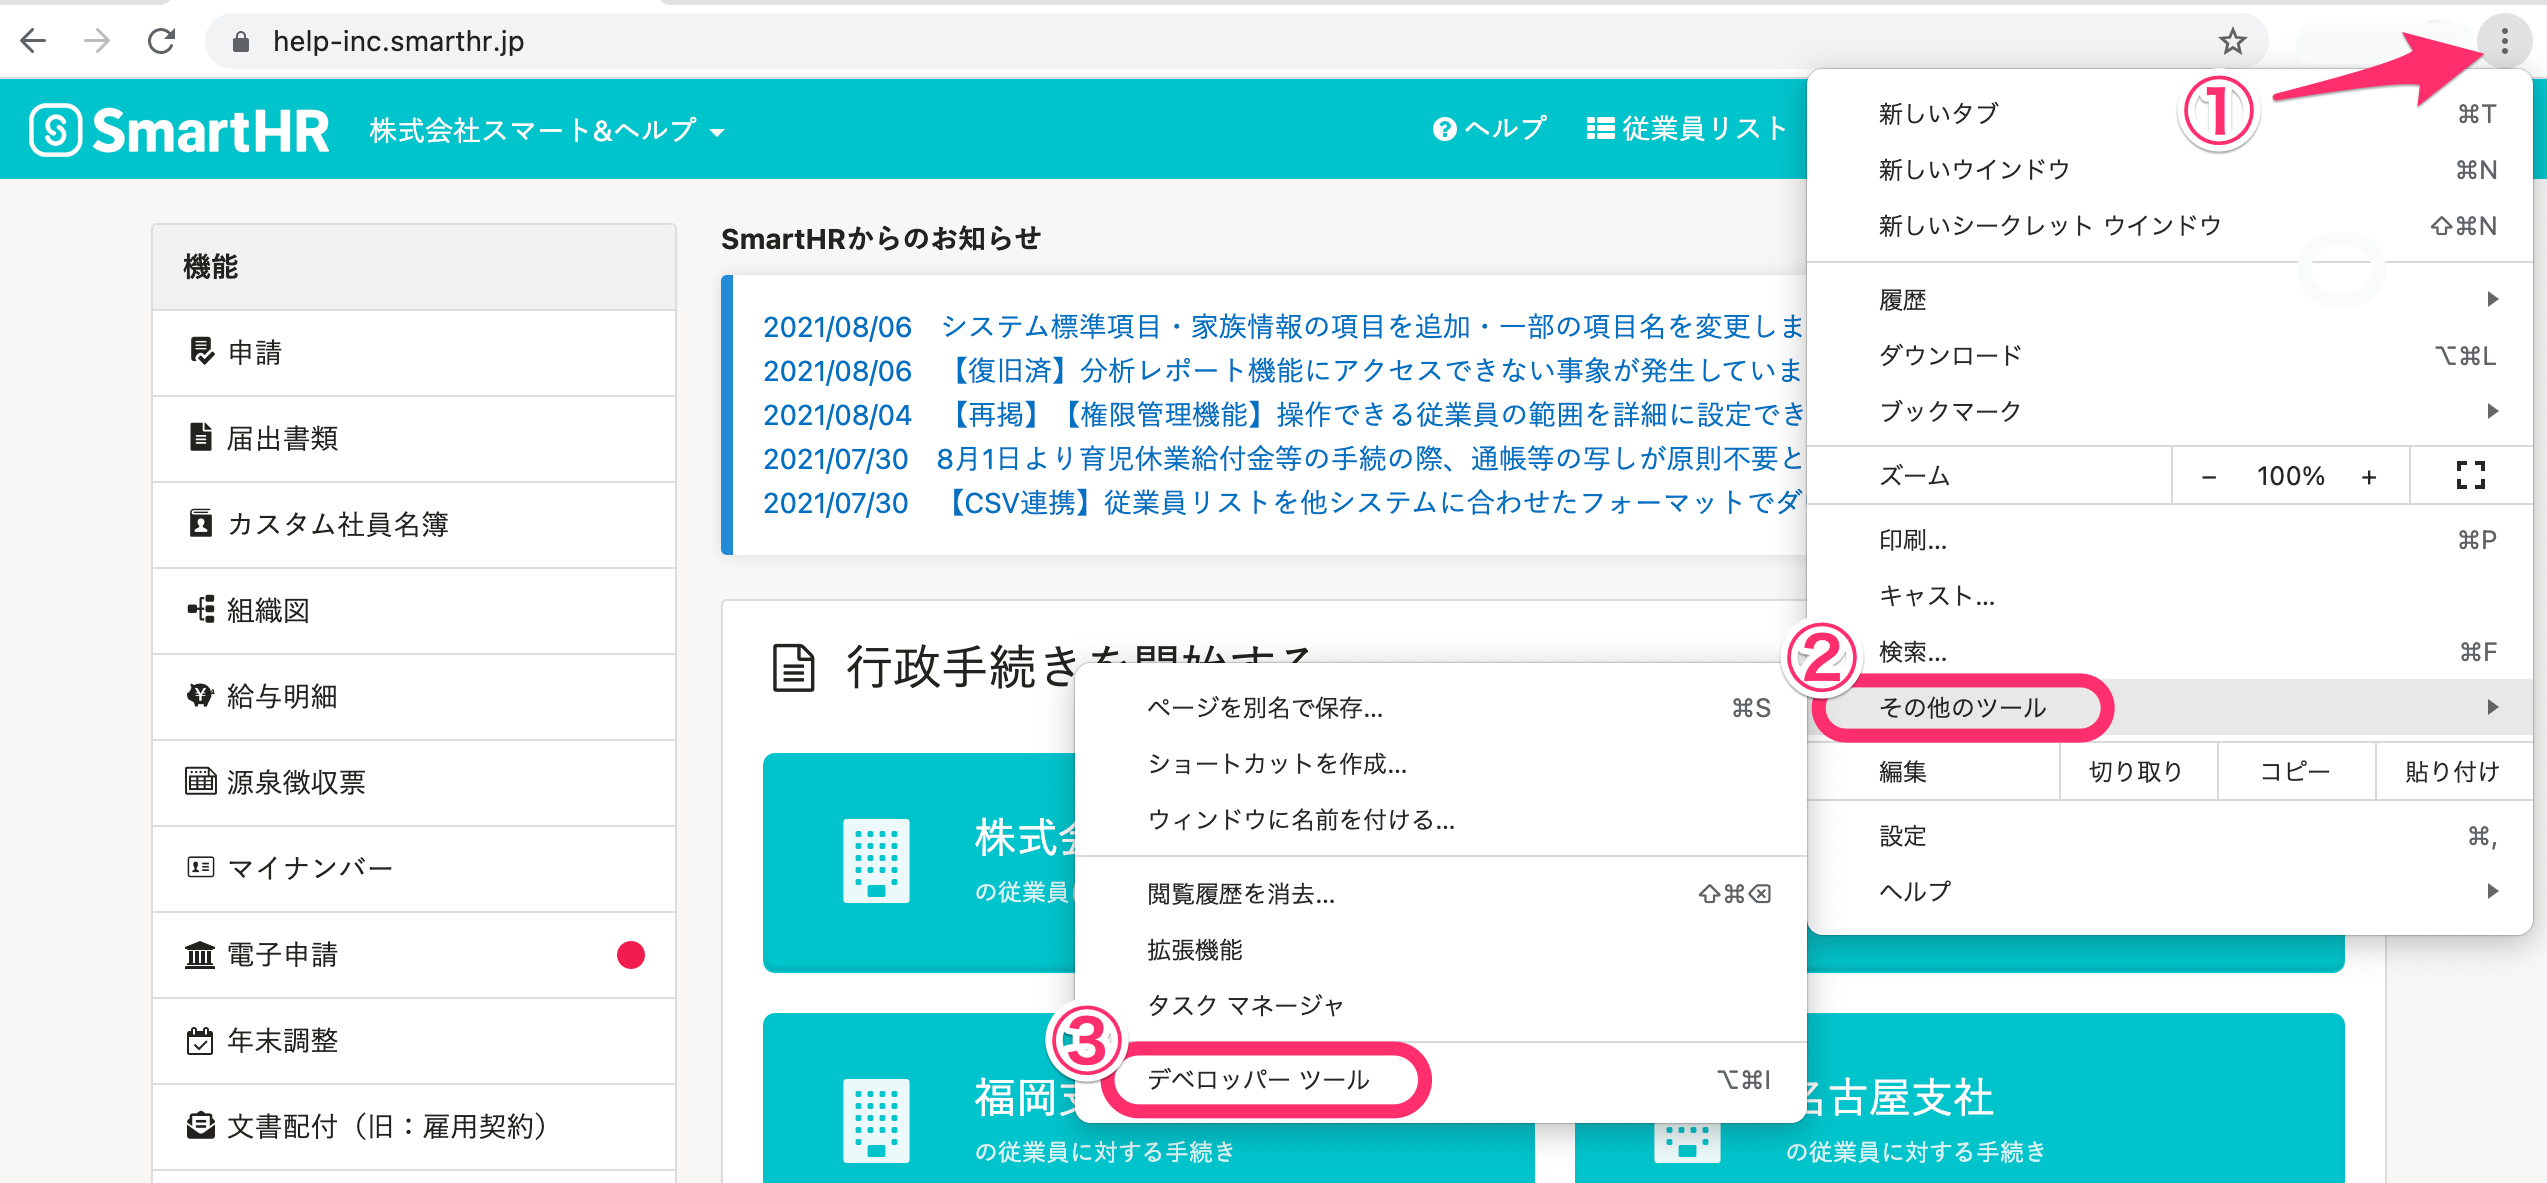 help-inc.smarthr.jp
SmartHR 株式会社スマート&ヘルプ
ヘルプ 従業員リスト
機能
申請
届出書類
カスタム社員名簿
組織図
給与明細
源泉徴収票
マイナンバー
電子申請
年末調整
文書配付（旧：雇用契約）
SmartHRからのお知らせ
2021/08/06 システム標準項目・家族情報の項目を追加・一部の項目名を変更しま
2021/08/06 【復旧済】分析レポート機能にアクセスできない事象が発生していま
2021/08/04 【再掲】【権限管理機能】操作できる従業員の範囲を詳細に設定でき
2021/07/30 8月1日より育児休業給付金等の手続の際、通帳等の写しが原則不要と
2021/07/30 【CSV連携】従業員リストを他システムに合わせたフォーマットでダ
行政手続きを開始する
株式会
の従業員に
福岡支
の従業員に対する手続き
名古屋支社
の従業員に対する手続き
①
新しいタブ ⌘T
新しいウインドウ ⌘N
新しいシークレット ウインドウ ⇧⌘N
履歴
ダウンロード ⌥⌘L
ブックマーク
ズーム − 100% +
印刷... ⌘P
キャスト...
検索... ⌘F
②
その他のツール
編集 切り取り コピー 貼り付け
設定 ⌘,
ヘルプ
ページを別名で保存... ⌘S
ショートカットを作成...
ウィンドウに名前を付ける...
閲覧履歴を消去... ⇧⌘⌫
拡張機能
タスク マネージャ
③
デベロッパー ツール ⌥⌘I